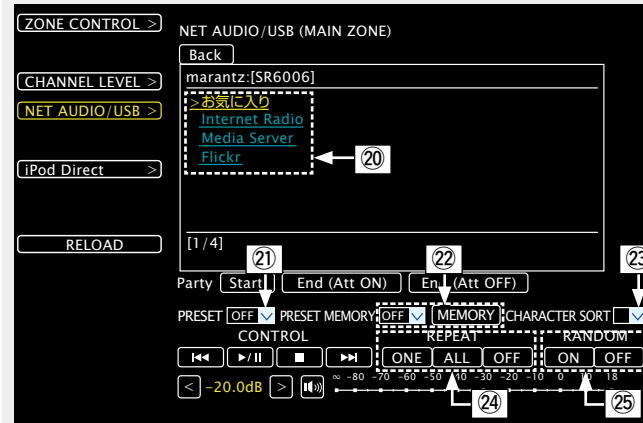 ZONE CONTROL >
NET AUDIO/USB (MAIN ZONE)
Back
CHANNEL LEVEL >
marantz:[SR6006]
NET AUDIO/USB >
>お気に入り
Internet Radio
Media Server
Flickr
⑳
iPod Direct >
RELOAD
[1/4]
㉑
㉒
㉓
Party Start End (Att ON) End (Att OFF)
PRESET OFF PRESET MEMORY OFF MEMORY CHARACTER SORT
CONTROL REPEAT RANDOM
ONE ALL OFF ON OFF
< -20.0dB >
∞ -80 -70 -60 -50 -40 -30 -20 -10 0 10 18
㉔
㉕